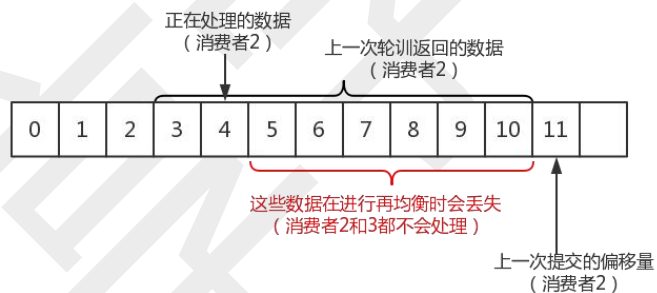 正在处理的数据
（消费者2）
上一次轮训返回的数据
（消费者2）
0 1 2 3 4 5 6 7 8 9 10 11
这些数据在进行再均衡时会丢失
（消费者2和3都不会处理）
上一次提交的偏移量
（消费者2）